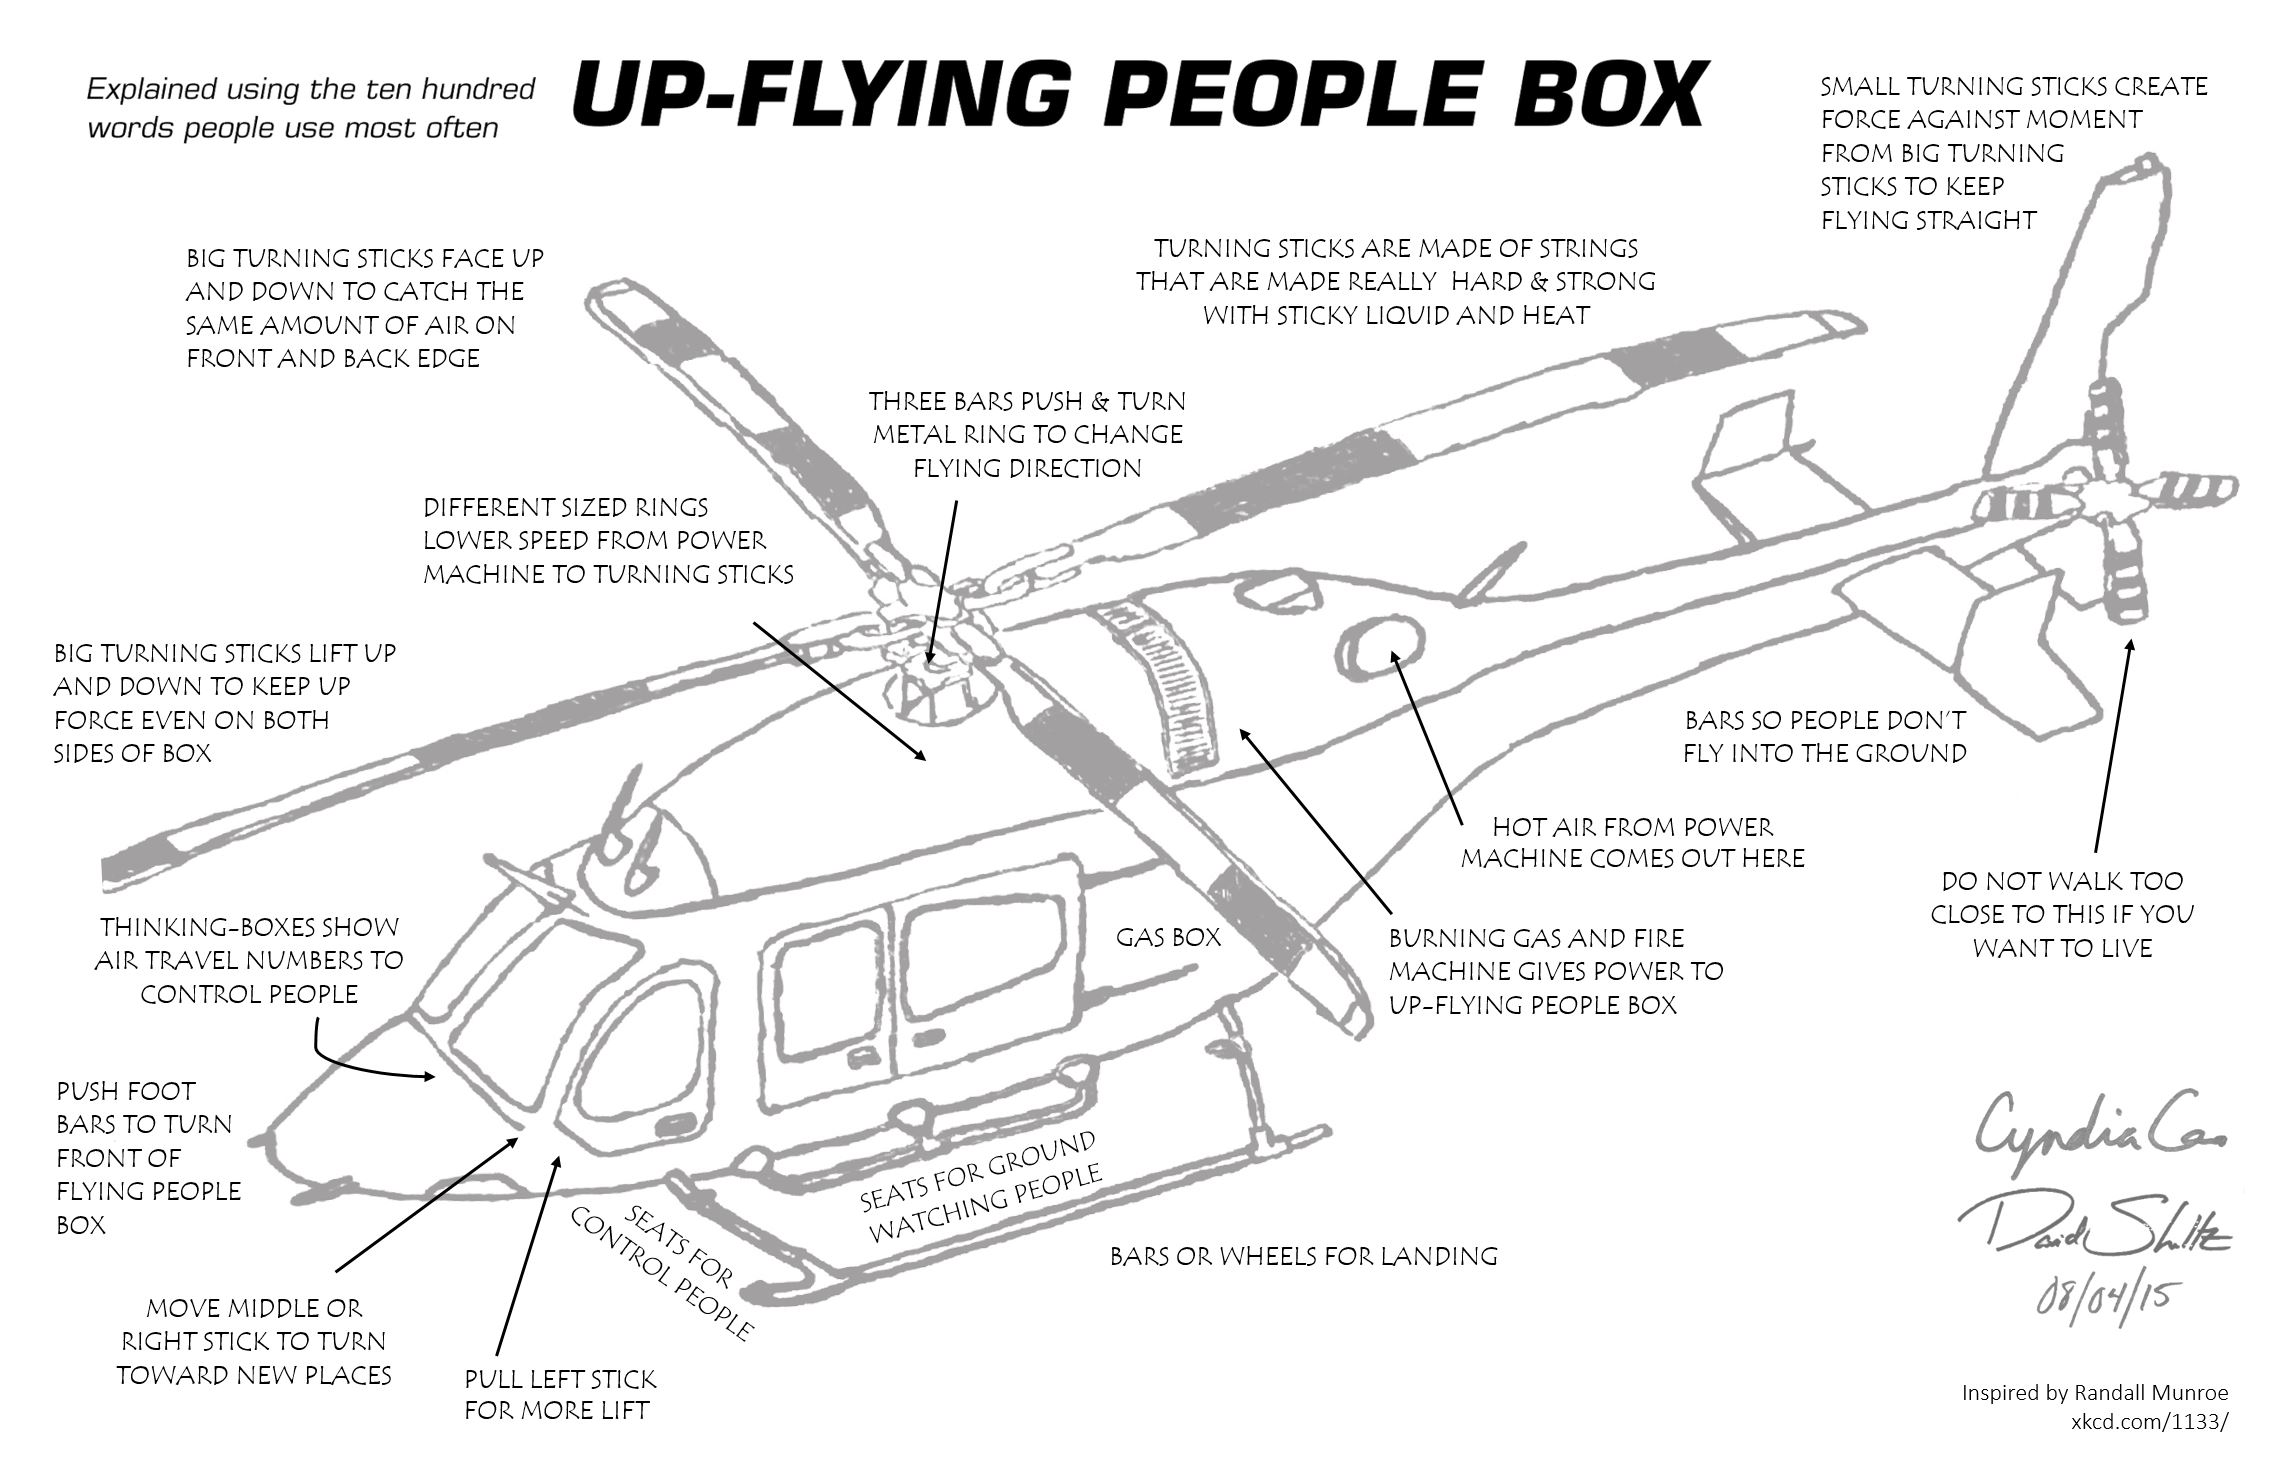 Explained using the ten hundred
words people use most often
UP-FLYING PEOPLE BOX
SMALL TURNING STICKS CREATE
FORCE AGAINST MOMENT
FROM BIG TURNING
STICKS TO KEEP
FLYING STRAIGHT
BIG TURNING STICKS FACE UP
AND DOWN TO CATCH THE
SAME AMOUNT OF AIR ON
FRONT AND BACK EDGE
TURNING STICKS ARE MADE OF STRINGS
THAT ARE MADE REALLY HARD & STRONG
WITH STICKY LIQUID AND HEAT
THREE BARS PUSH & TURN
METAL RING TO CHANGE
FLYING DIRECTION
DIFFERENT SIZED RINGS
LOWER SPEED FROM POWER
MACHINE TO TURNING STICKS
BIG TURNING STICKS LIFT UP
AND DOWN TO KEEP UP
FORCE EVEN ON BOTH
SIDES OF BOX
BARS SO PEOPLE DON'T
FLY INTO THE GROUND
HOT AIR FROM POWER
MACHINE COMES OUT HERE
DO NOT WALK TOO
CLOSE TO THIS IF YOU
WANT TO LIVE
THINKING-BOXES SHOW
AIR TRAVEL NUMBERS TO
CONTROL PEOPLE
GAS BOX
BURNING GAS AND FIRE
MACHINE GIVES POWER TO
UP-FLYING PEOPLE BOX
PUSH FOOT
BARS TO TURN
FRONT OF
FLYING PEOPLE
BOX
SEATS FOR GROUND
WATCHING PEOPLE
SEATS FOR
CONTROL PEOPLE
BARS OR WHEELS FOR LANDING
MOVE MIDDLE OR
RIGHT STICK TO TURN
TOWARD NEW PLACES
PULL LEFT STICK
FOR MORE LIFT
Cyndia Cao
David Shultz
08/04/15
Inspired by Randall Munroe
xkcd.com/1133/